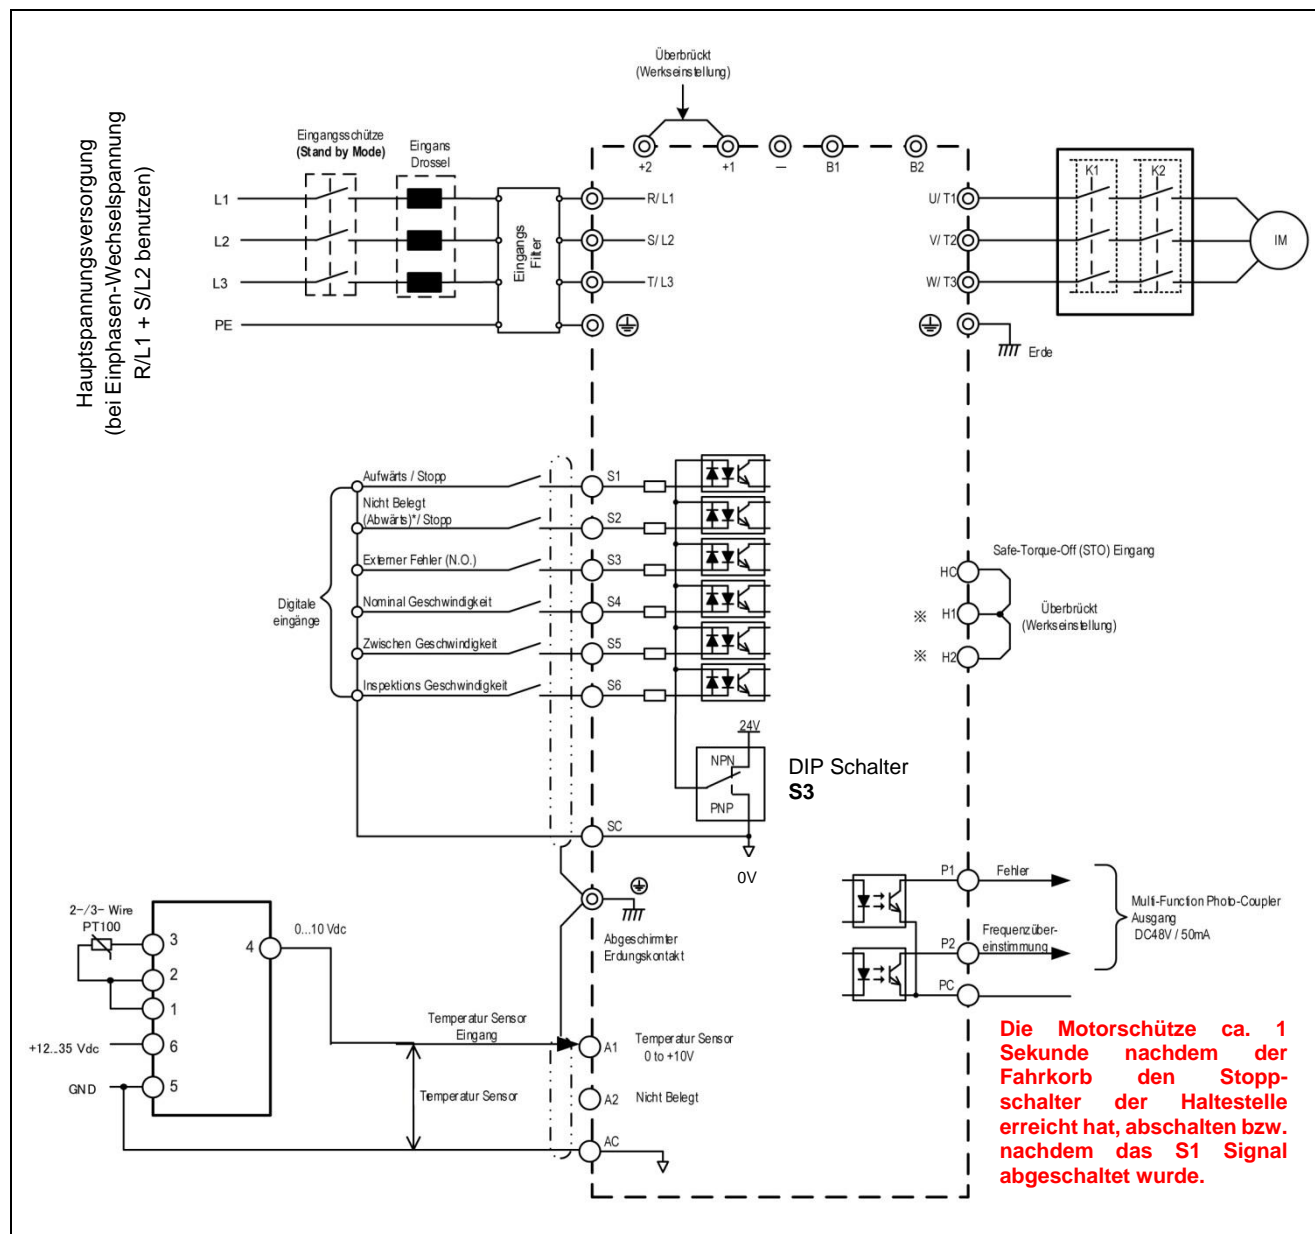 Überbrückt
(Werkseinstellung)
Hauptspannungsversorgung
(bei Einphasen-Wechselspannung
R/L1 + S/L2 benutzen)
Eingangsschütze
(Stand by Mode)
Eingans
Drossel
+2
+1
–
B1
B2
L1
L2
L3
PE
Eingangs
Filter
R/ L1
S/ L2
T/ L3
U/ T1
V/ T2
W/ T3
K1
K2
IM
Erde
Digitale
eingänge
Aufwärts / Stopp
S1
Nicht Belegt
(Abwärts)*/ Stopp
S2
Externer Fehler (N.O.)
S3
Nominal Geschwindigkeit
S4
Zwischen Geschwindigkeit
S5
Inspektions Geschwindigkeit
S6
Safe-Torque-Off (STO) Eingang
HC
※ H1
※ H2
Überbrückt
(Werkseinstellung)
24V
NPN
PNP
DIP Schalter
S3
SC
0V
Abgeschirmter
Erdungskontakt
2-/3- Wire
PT100
3
2
1
6
5
4
+12..35 Vdc
GND
0...10 Vdc
Temperatur Sensor
Eingang
Temperatur Sensor
A1
Temperatur Sensor
0 to +10V
A2
Nicht Belegt
AC
P1
Fehler
P2
Frequenzüber-
einstimmung
PC
Multi-Function Photo-Coupler
Ausgang
DC48V / 50mA
Die Motorschütze ca. 1
Sekunde nachdem der
Fahrkorb den Stopp-
schalter der Haltestelle
erreicht hat, abschalten bzw.
nachdem das S1 Signal
abgeschaltet wurde.